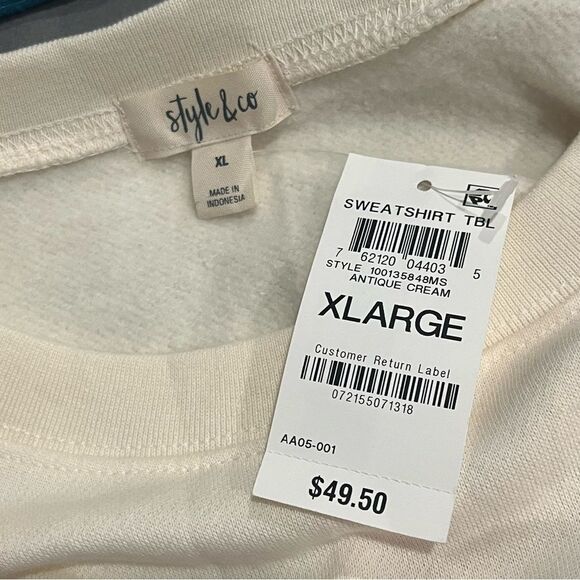 style&co
XL
MADE IN
INDONESIA
SWEATSHIRT TBL
7 62120 04403 5
STYLE 100135848MS
ANTIQUE CREAM
XLARGE
Customer Return Label
072155071318
AA05-001
$49.50